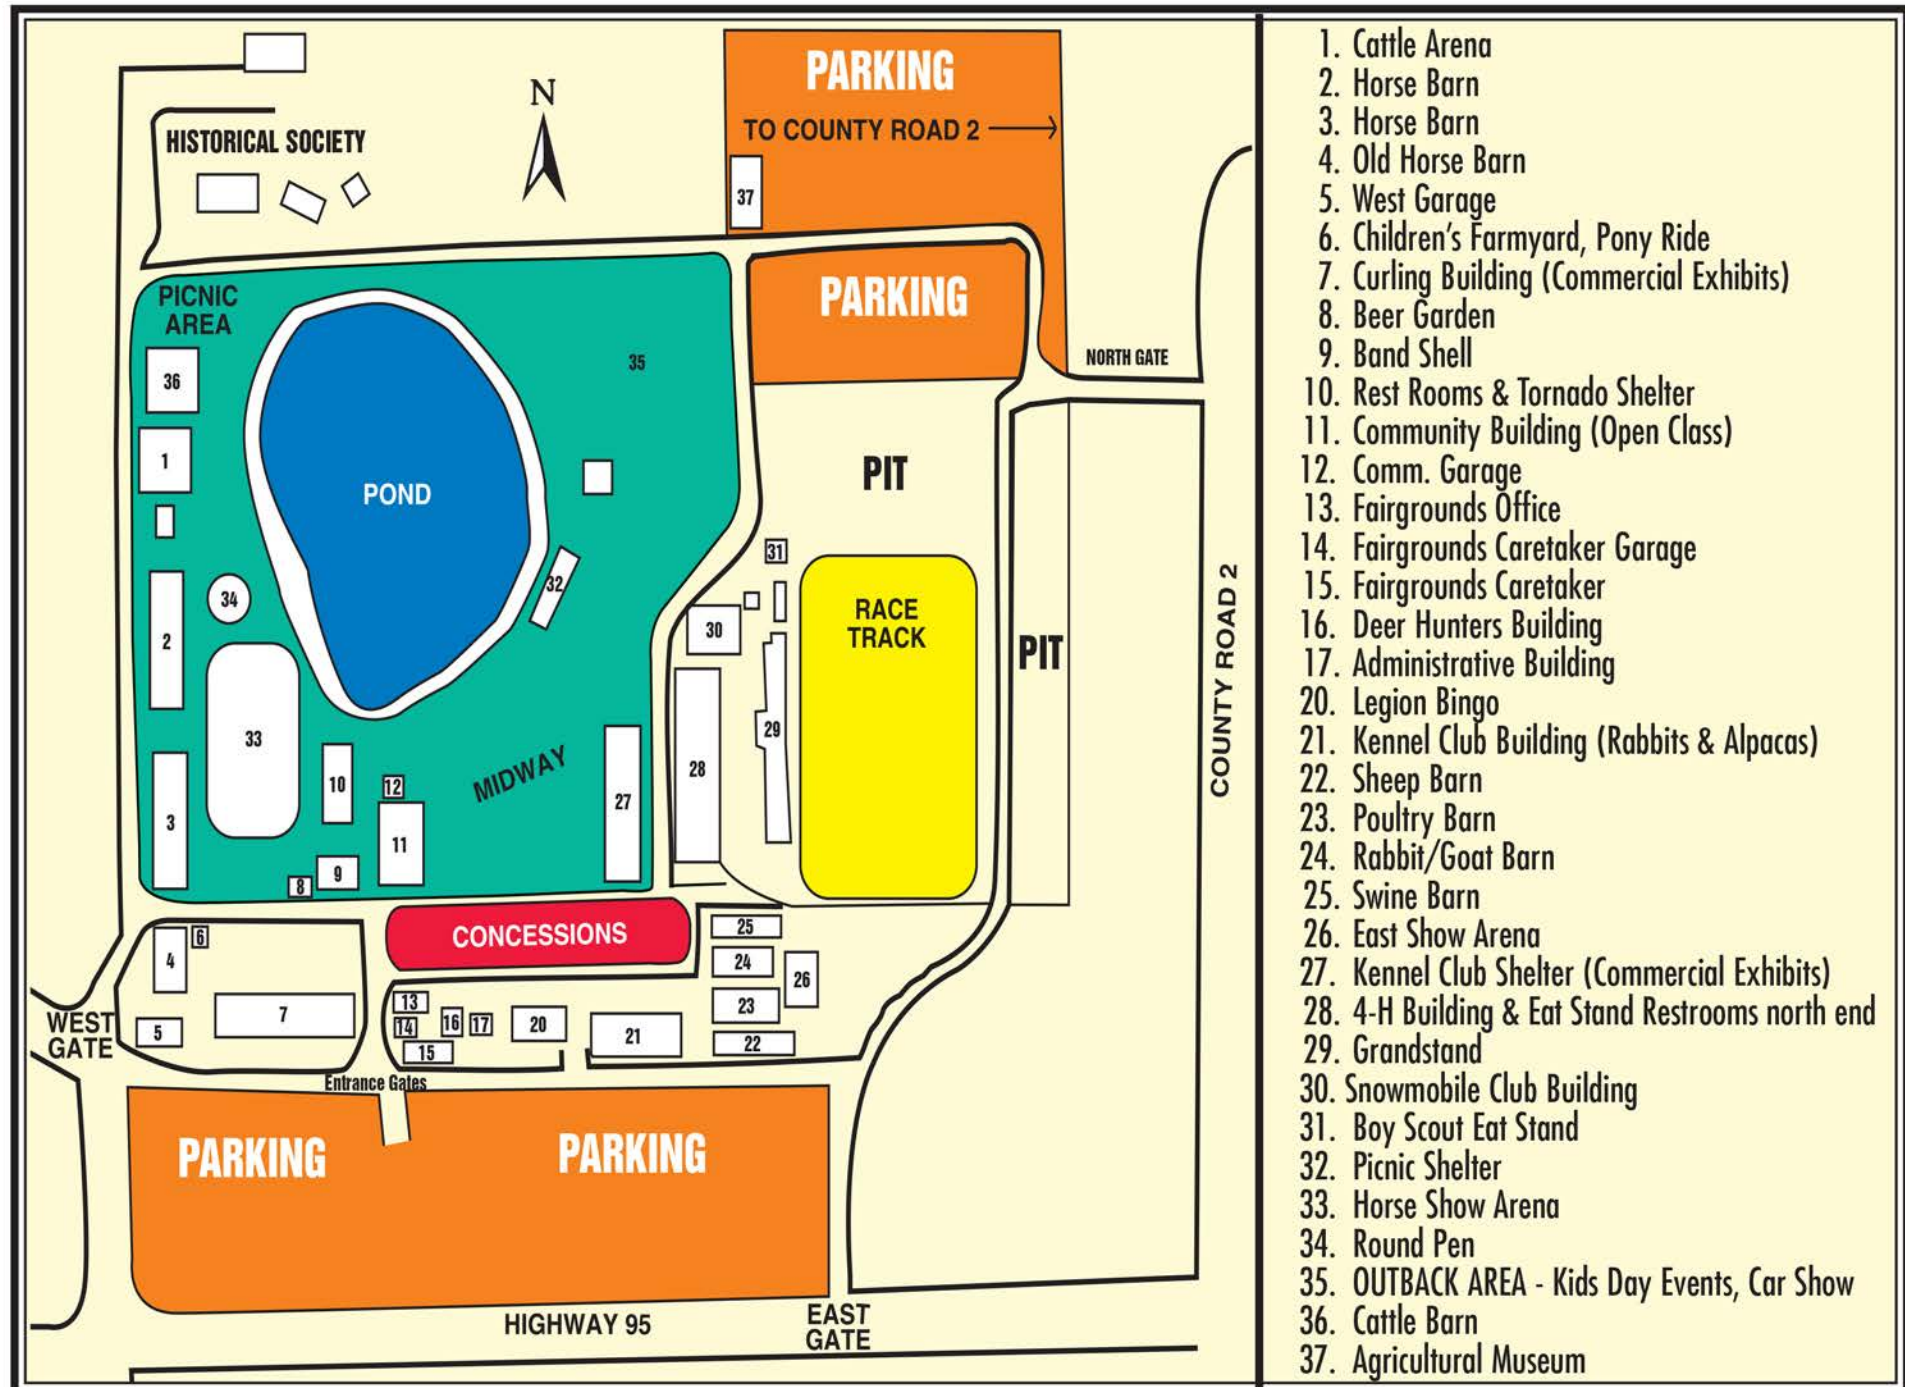 N
PARKING
TO COUNTY ROAD 2
HISTORICAL SOCIETY
37
PICNIC
AREA
PARKING
35
NORTH GATE
36
1
POND
PIT
31
32
34
30
RACE
TRACK
2
PIT
COUNTY ROAD 2
33
29
28
MIDWAY
10
12
27
3
11
9
8
CONCESSIONS
25
6
4
24
26
13
23
7
16
17
20
14
5
21
22
15
WEST
GATE
Entrance Gates
PARKING
PARKING
HIGHWAY 95
EAST
GATE
1. Cattle Arena
2. Horse Barn
3. Horse Barn
4. Old Horse Barn
5. West Garage
6. Children's Farmyard, Pony Ride
7. Curling Building (Commercial Exhibits)
8. Beer Garden
9. Band Shell
10. Rest Rooms & Tornado Shelter
11. Community Building (Open Class)
12. Comm. Garage
13. Fairgrounds Office
14. Fairgrounds Caretaker Garage
15. Fairgrounds Caretaker
16. Deer Hunters Building
17. Administrative Building
20. Legion Bingo
21. Kennel Club Building (Rabbits & Alpacas)
22. Sheep Barn
23. Poultry Barn
24. Rabbit/Goat Barn
25. Swine Barn
26. East Show Arena
27. Kennel Club Shelter (Commercial Exhibits)
28. 4-H Building & Eat Stand Restrooms north end
29. Grandstand
30. Snowmobile Club Building
31. Boy Scout Eat Stand
32. Picnic Shelter
33. Horse Show Arena
34. Round Pen
35. OUTBACK AREA - Kids Day Events, Car Show
36. Cattle Barn
37. Agricultural Museum